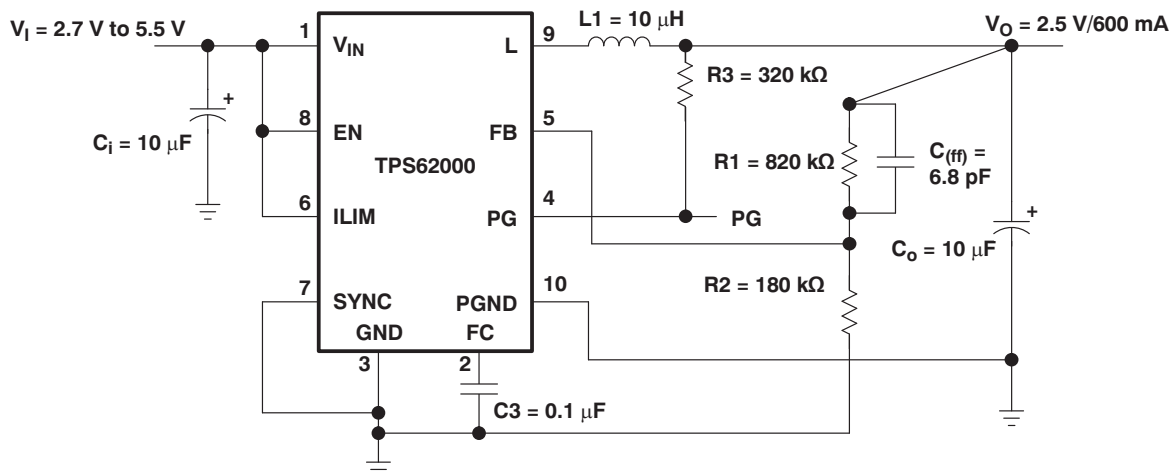 V_I = 2.7 V to 5.5 V
L1 = 10 μH
V_O = 2.5 V/600 mA
1
V_IN
L
9
R3 = 320 kΩ
+
C_i = 10 μF
8
EN
FB
5
TPS62000
R1 = 820 kΩ
C_(ff) =
6.8 pF
6
ILIM
PG
4
PG
+
C_o = 10 μF
7
SYNC
PGND
10
R2 = 180 kΩ
GND
FC
3
2
C3 = 0.1 μF